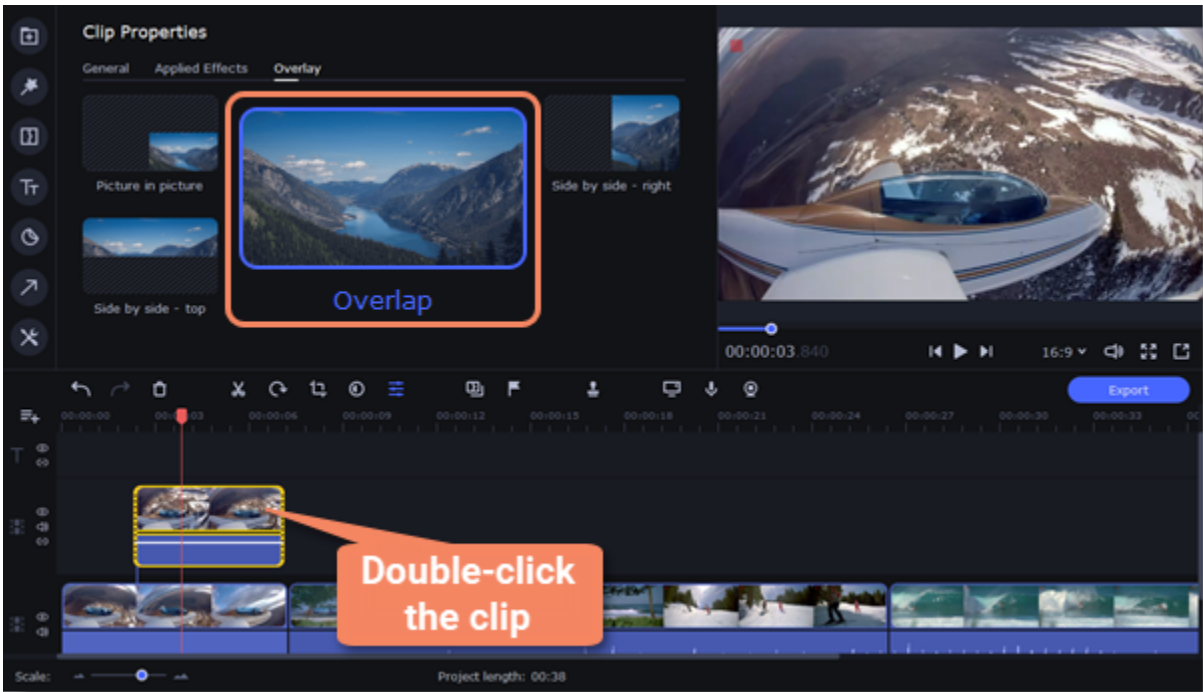 Clip Properties
General Applied Effects Overlay
Picture in picture
Side by side - right
Side by side - top
Overlap
00:00:03.840
16:9
Export
00:00:00 00:00:03 00:00:06 00:00:09 00:00:12 00:00:15 00:00:18 00:00:21 00:00:24 00:00:27 00:00:30 00:00:33
Double-click
the clip
Scale:
Project length: 00:38